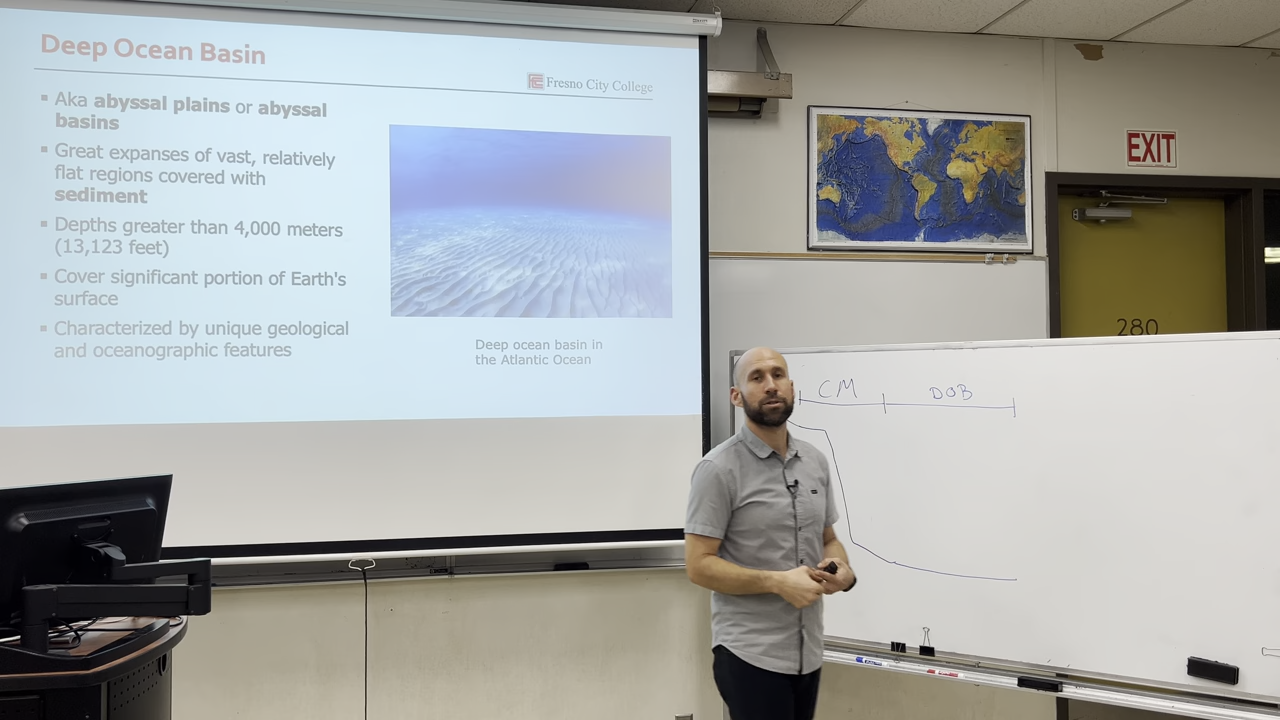 Deep Ocean Basin
Fresno City College
Aka abyssal plains or abyssal
basins
Great expanses of vast, relatively
flat regions covered with
sediment
Depths greater than 4,000 meters
(13,123 feet)
Cover significant portion of Earth's
surface
Characterized by unique geological
and oceanographic features
Deep ocean basin in
the Atlantic Ocean
EXIT
280
CM
DOB